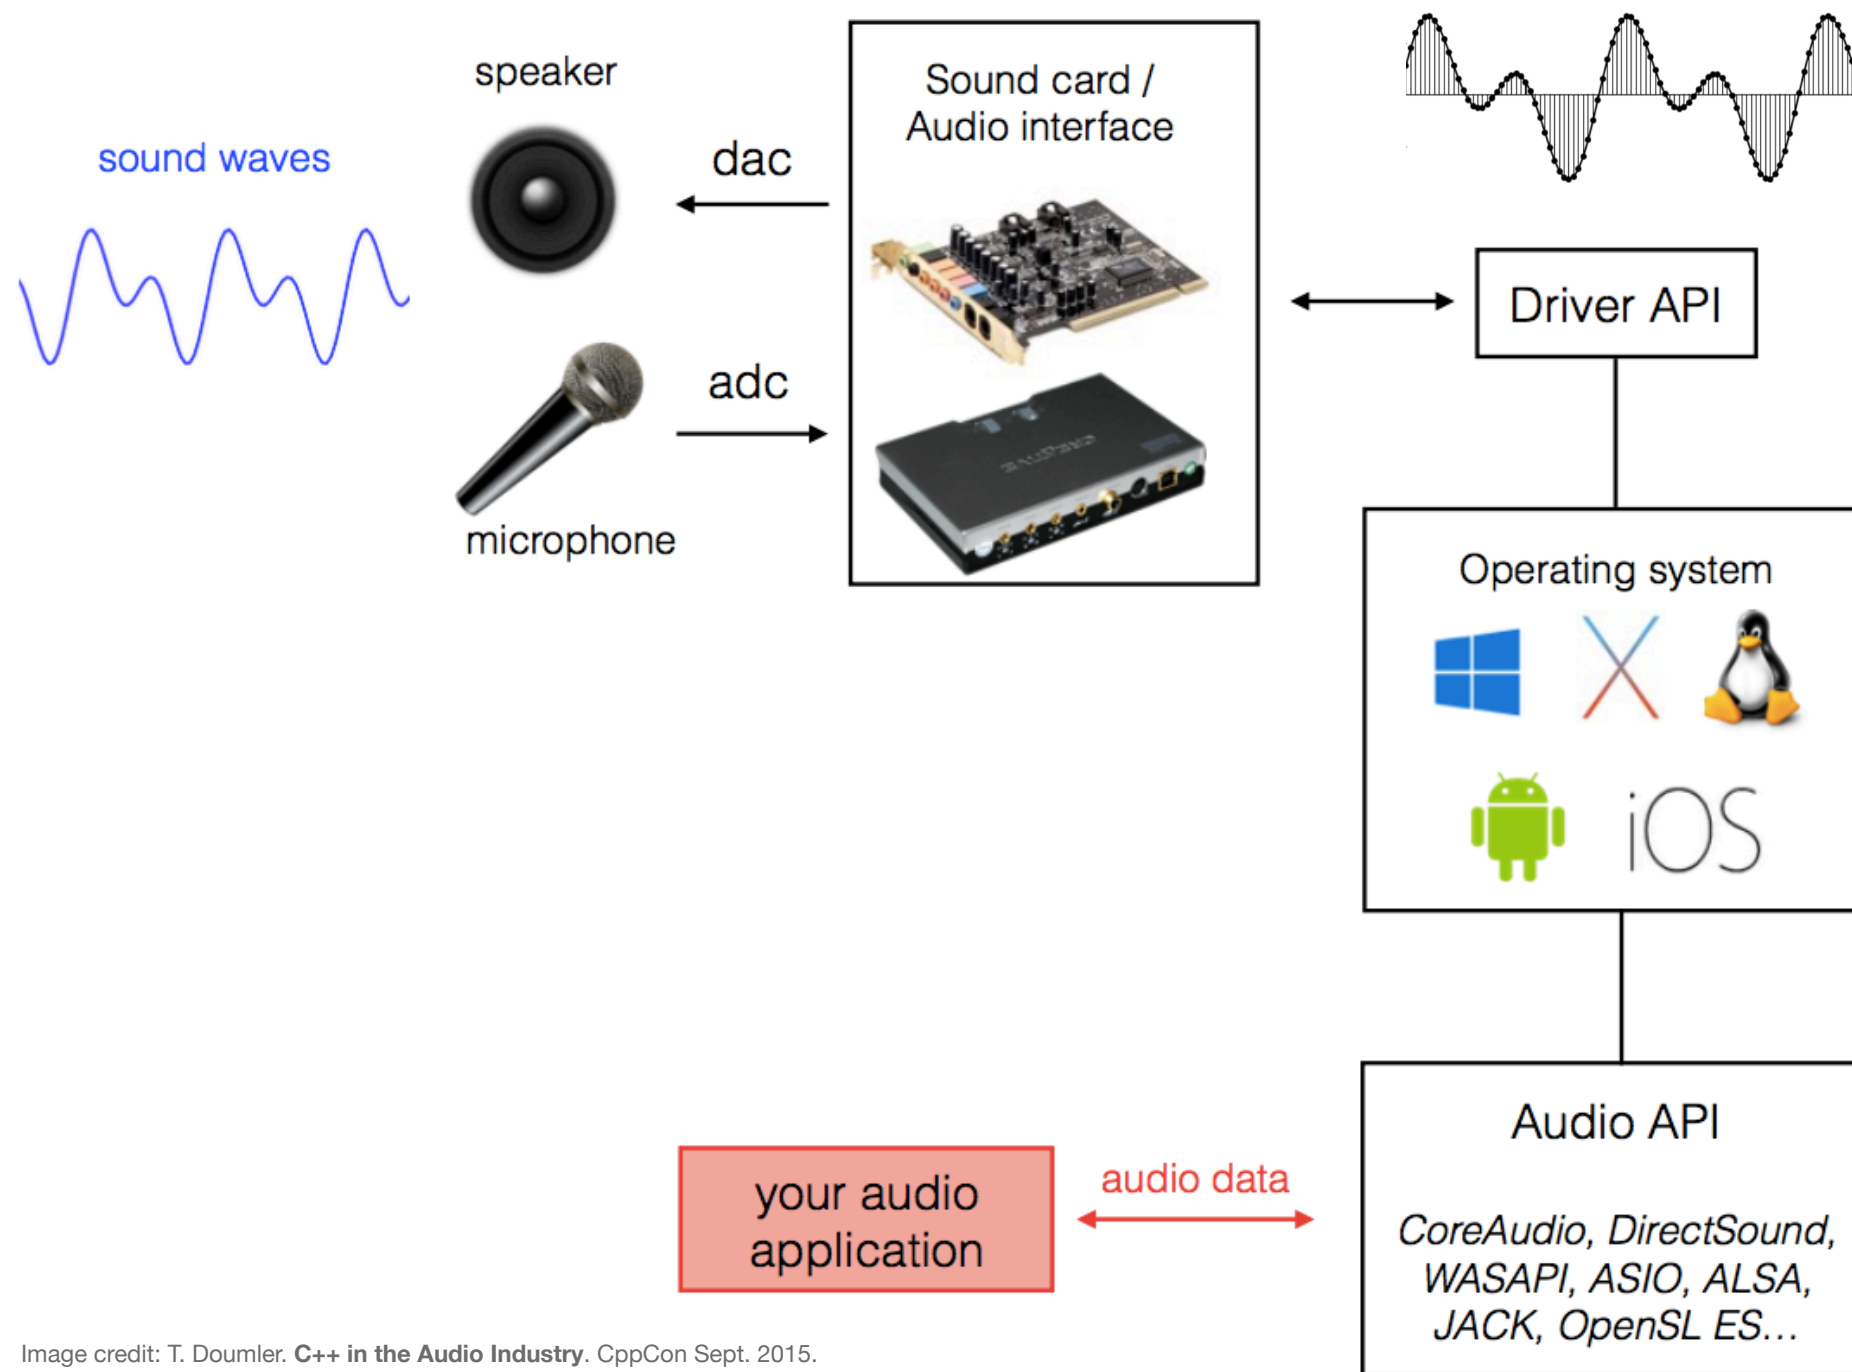 speaker
sound waves
dac
adc
microphone
Sound card /
Audio interface
Driver API
Operating system
iOS
Audio API
CoreAudio, DirectSound,
WASAPI, ASIO, ALSA,
JACK, OpenSL ES…
audio data
your audio
application
Image credit: T. Doumler. C++ in the Audio Industry. CppCon Sept. 2015.